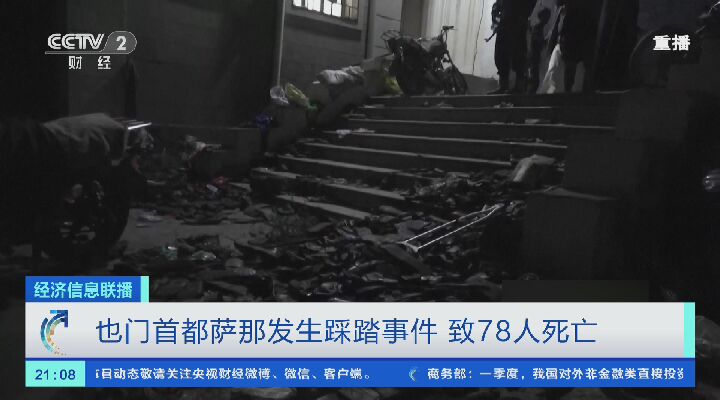 CCTV 2
财经
重播
经济信息联播
也门首都萨那发生踩踏事件 致78人死亡
21:08
目动态敬请关注央视财经微博、微信、客户端。 商务部：一季度，我国对外非金融类直接投资